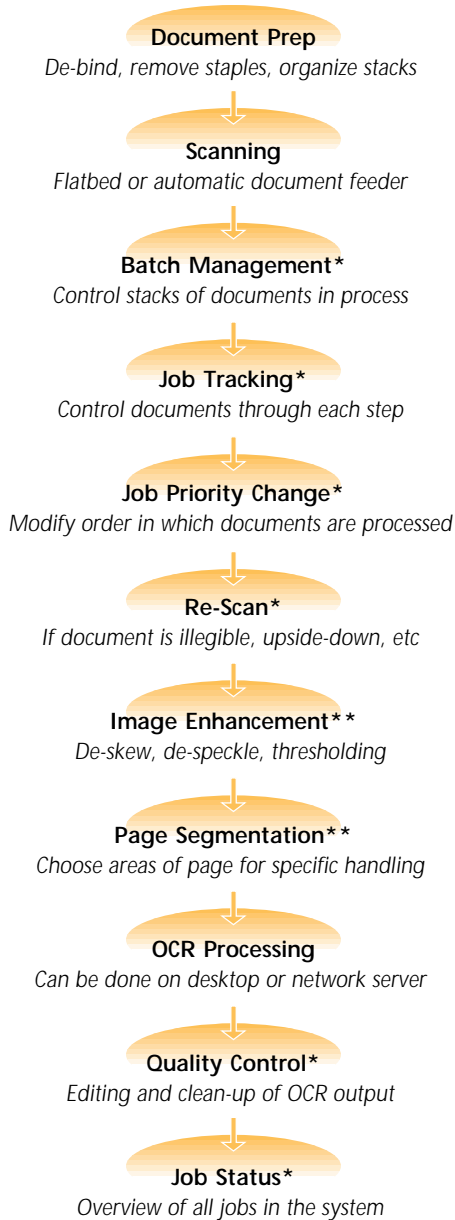 Document Prep
De-bind, remove staples, organize stacks
Scanning
Flatbed or automatic document feeder
Batch Management*
Control stacks of documents in process
Job Tracking*
Control documents through each step
Job Priority Change*
Modify order in which documents are processed
Re-Scan*
If document is illegible, upside-down, etc
Image Enhancement**
De-skew, de-speckle, thresholding
Page Segmentation**
Choose areas of page for specific handling
OCR Processing
Can be done on desktop or network server
Quality Control*
Editing and clean-up of OCR output
Job Status*
Overview of all jobs in the system